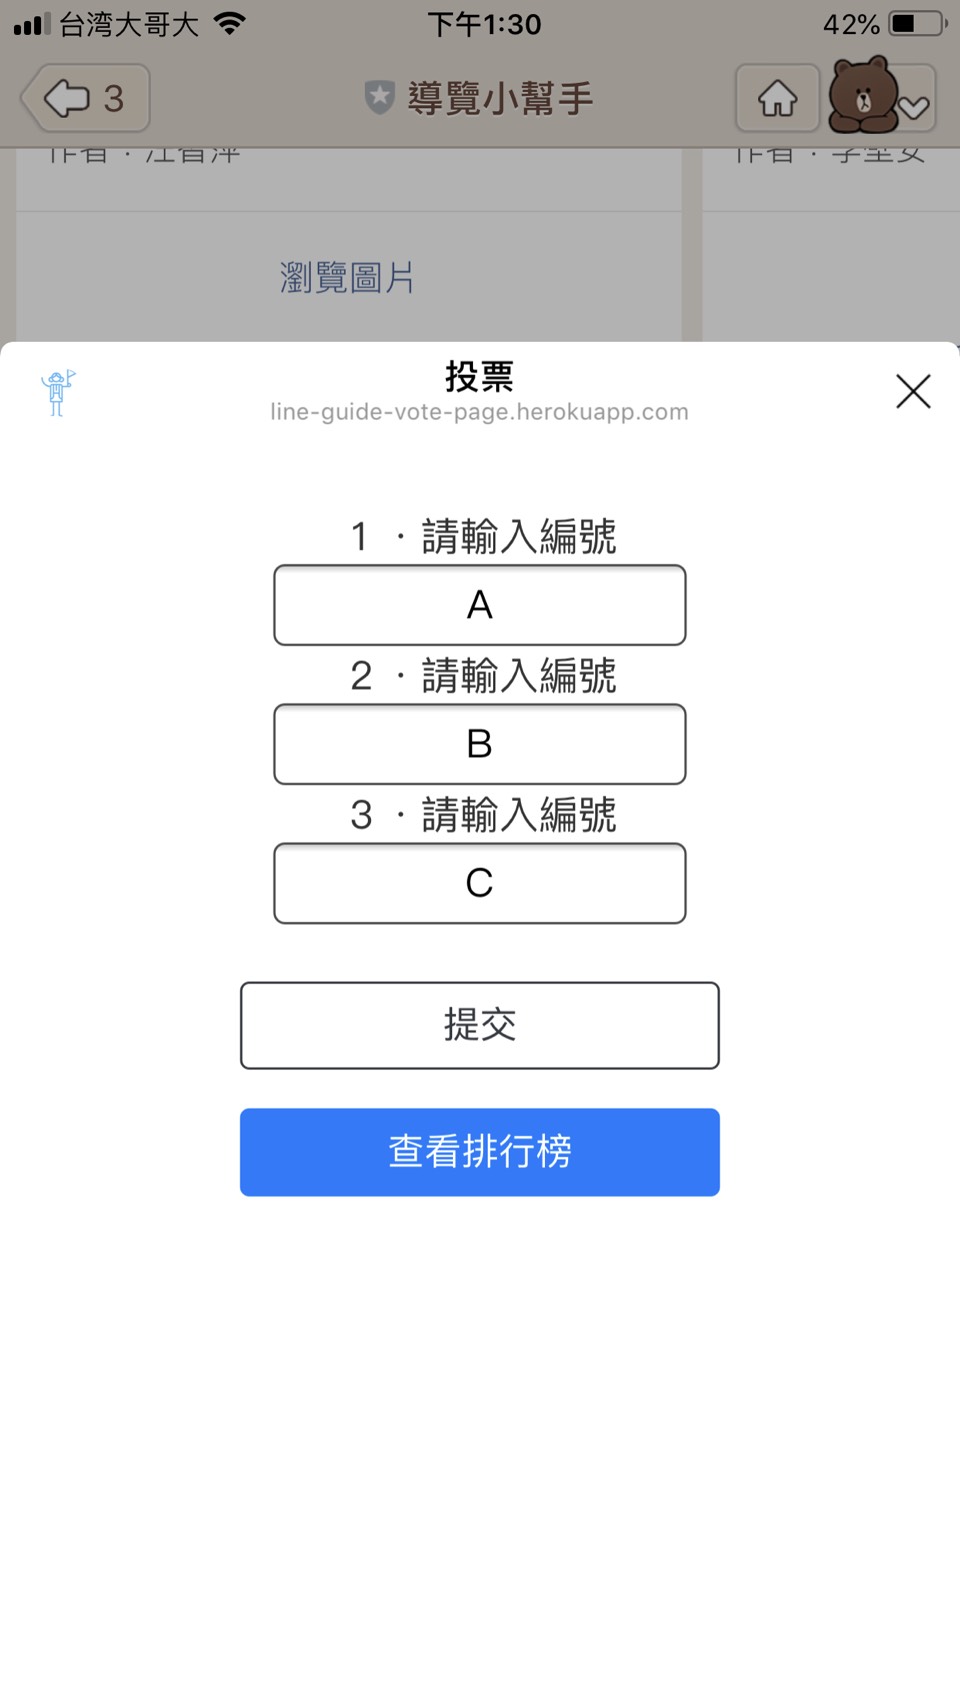 台湾大哥大
下午1:30
42%
3
導覽小幫手
瀏覽圖片
投票
line-guide-vote-page.herokuapp.com
1 · 請輸入編號
A
2 · 請輸入編號
B
3 · 請輸入編號
C
提交
查看排行榜